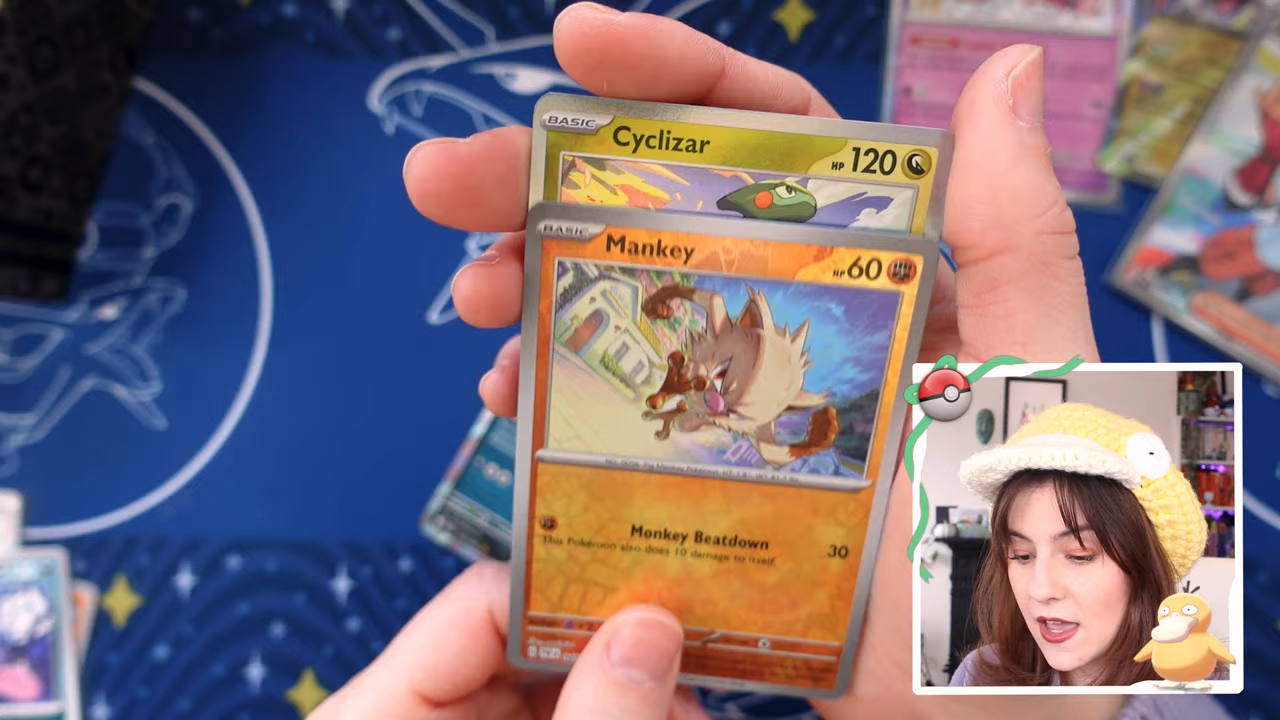 BASIC
Cyclizar
HP 120
BASIC
Mankey
HP 60
Monkey Beatdown 30
This Pokémon also does 10 damage to itself.